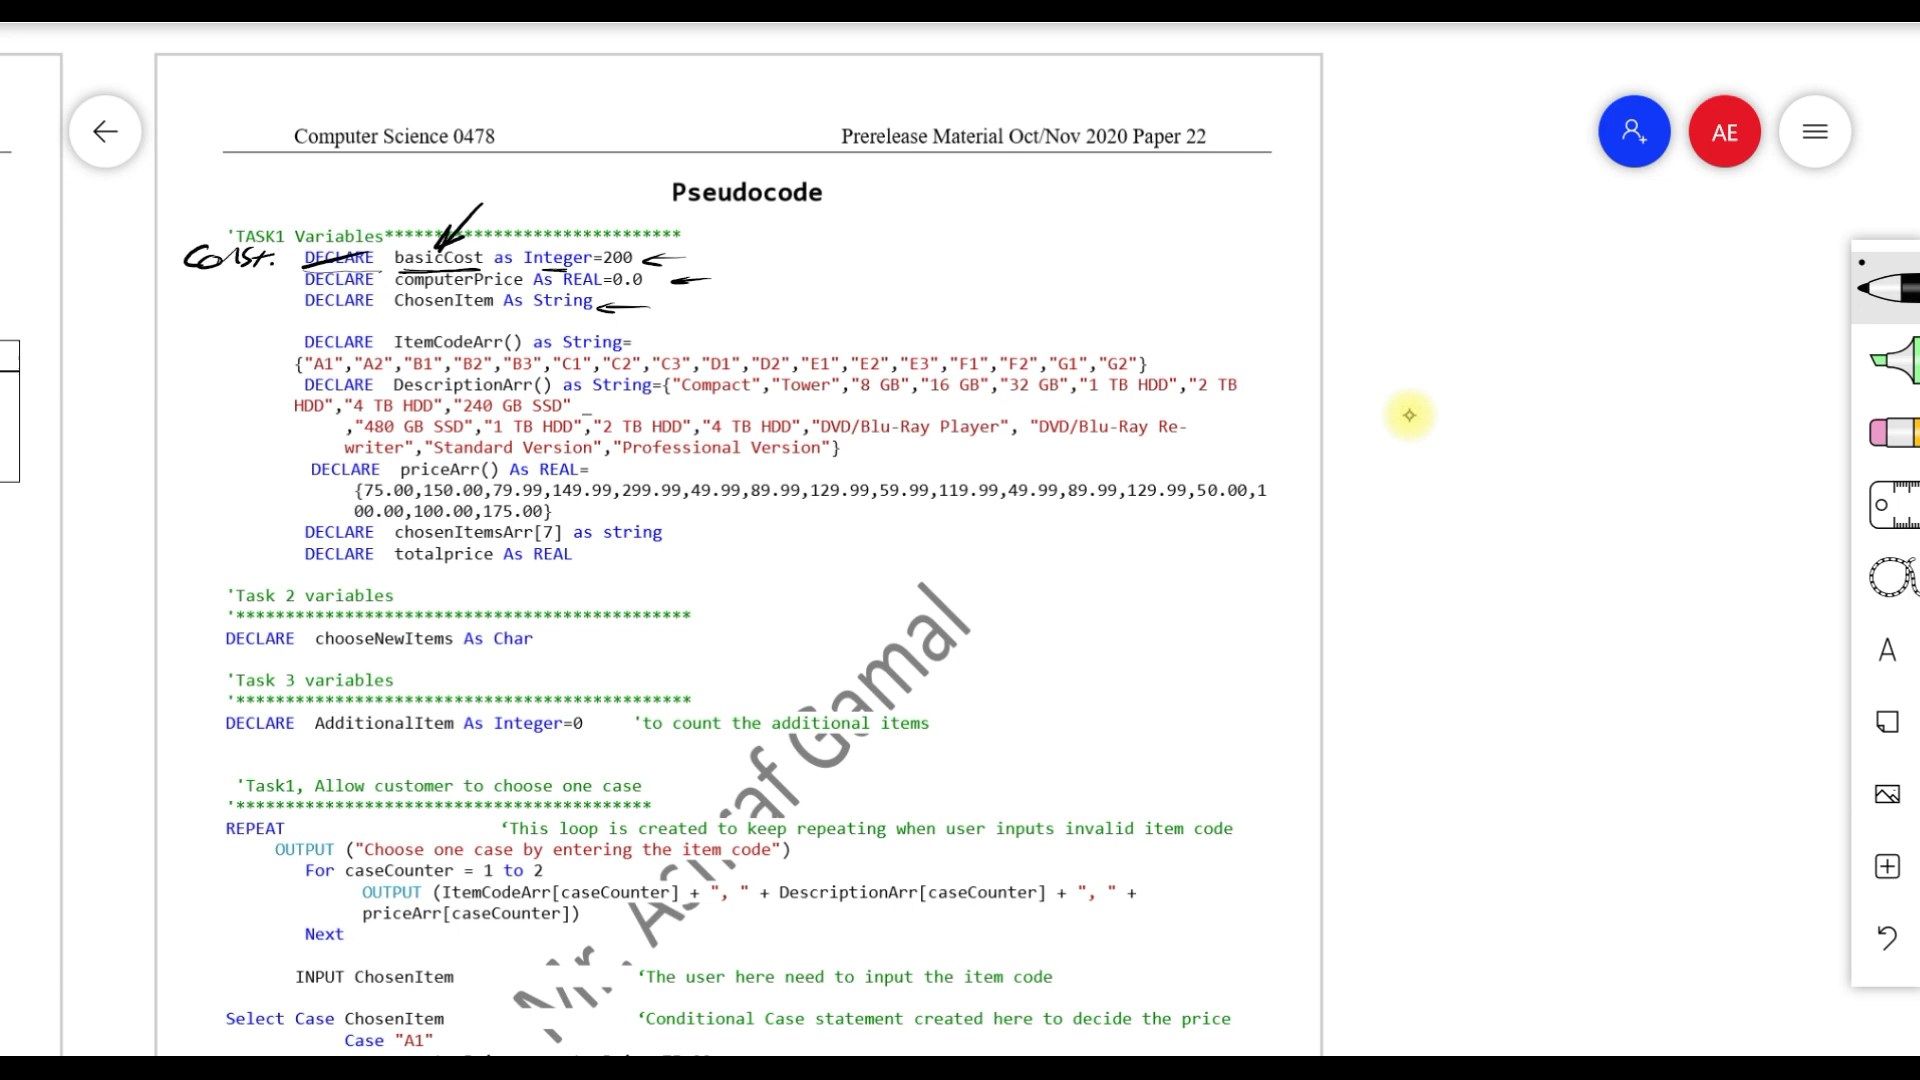 AE
Computer Science 0478 Prerelease Material Oct/Nov 2020 Paper 22
Pseudocode
'TASK1 Variables******************************
Const. DECLARE basicCost as Integer=200
DECLARE computerPrice As REAL=0.0
DECLARE ChosenItem As String
DECLARE ItemCodeArr() as String=
{"A1","A2","B1","B2","B3","C1","C2","C3","D1","D2","E1","E2","E3","F1","F2","G1","G2"}
DECLARE DescriptionArr() as String={"Compact","Tower","8 GB","16 GB","32 GB","1 TB HDD","2 TB
HDD","4 TB HDD","240 GB SSD" _
,"480 GB SSD","1 TB HDD","2 TB HDD","4 TB HDD","DVD/Blu-Ray Player", "DVD/Blu-Ray Re-
writer","Standard Version","Professional Version"}
DECLARE priceArr() As REAL=
{75.00,150.00,79.99,149.99,299.99,49.99,89.99,129.99,59.99,119.99,49.99,89.99,129.99,50.00,1
00.00,100.00,175.00}
DECLARE chosenItemsArr[7] as string
DECLARE totalprice As REAL
'Task 2 variables
'**********************************************
DECLARE chooseNewItems As Char
'Task 3 variables
'**********************************************
DECLARE AdditionalItem As Integer=0 'to count the additional items
'Task1, Allow customer to choose one case
'******************************************
REPEAT ‘This loop is created to keep repeating when user inputs invalid item code
OUTPUT ("Choose one case by entering the item code")
For caseCounter = 1 to 2
OUTPUT (ItemCodeArr[caseCounter] + ", " + DescriptionArr[caseCounter] + ", " +
priceArr[caseCounter])
Next
INPUT ChosenItem ‘The user here need to input the item code
Select Case ChosenItem ‘Conditional Case statement created here to decide the price
Case "A1"
Mr. Ashraf Gamal
A